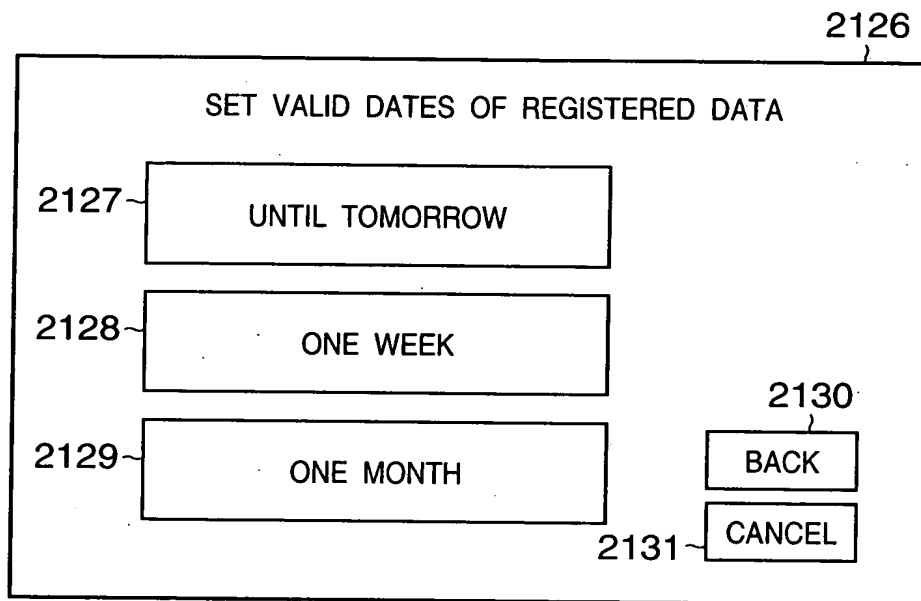 2126
SET VALID DATES OF REGISTERED DATA
2127
UNTIL TOMORROW
2128
ONE WEEK
2129
ONE MONTH
2130
BACK
2131
CANCEL